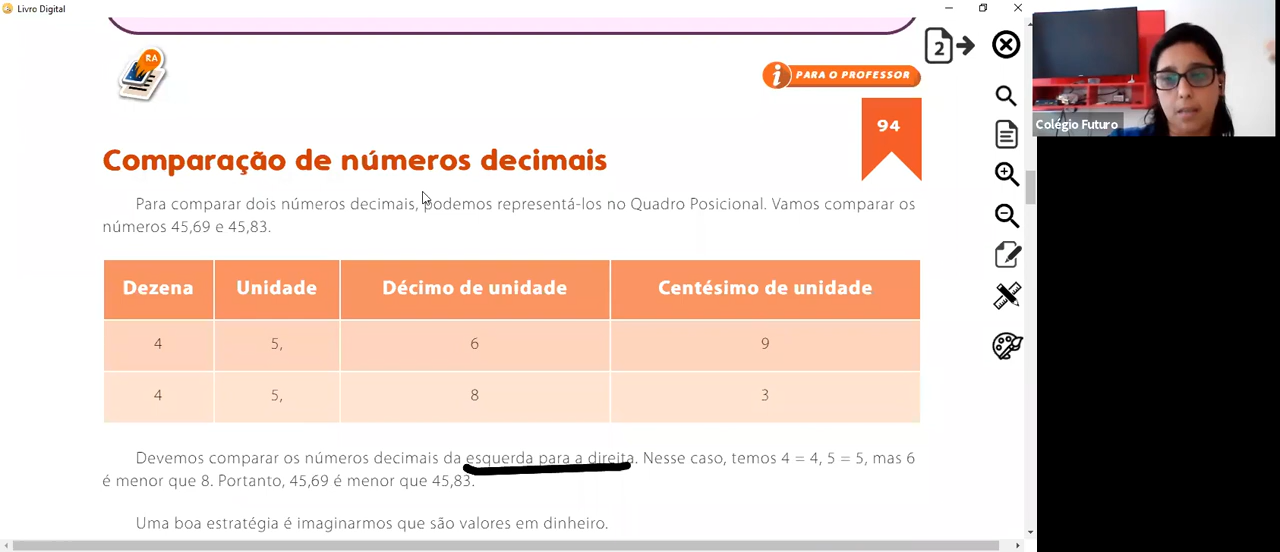 Livro Digital
RA
2
i PARA O PROFESSOR
94
Colégio Futuro
Comparação de números decimais
Para comparar dois números decimais, podemos representá-los no Quadro Posicional. Vamos comparar os
números 45,69 e 45,83.
Dezena Unidade Décimo de unidade Centésimo de unidade
4 5, 6 9
4 5, 8 3
Devemos comparar os números decimais da esquerda para a direita. Nesse caso, temos 4 = 4, 5 = 5, mas 6
é menor que 8. Portanto, 45,69 é menor que 45,83.
Uma boa estratégia é imaginarmos que são valores em dinheiro.